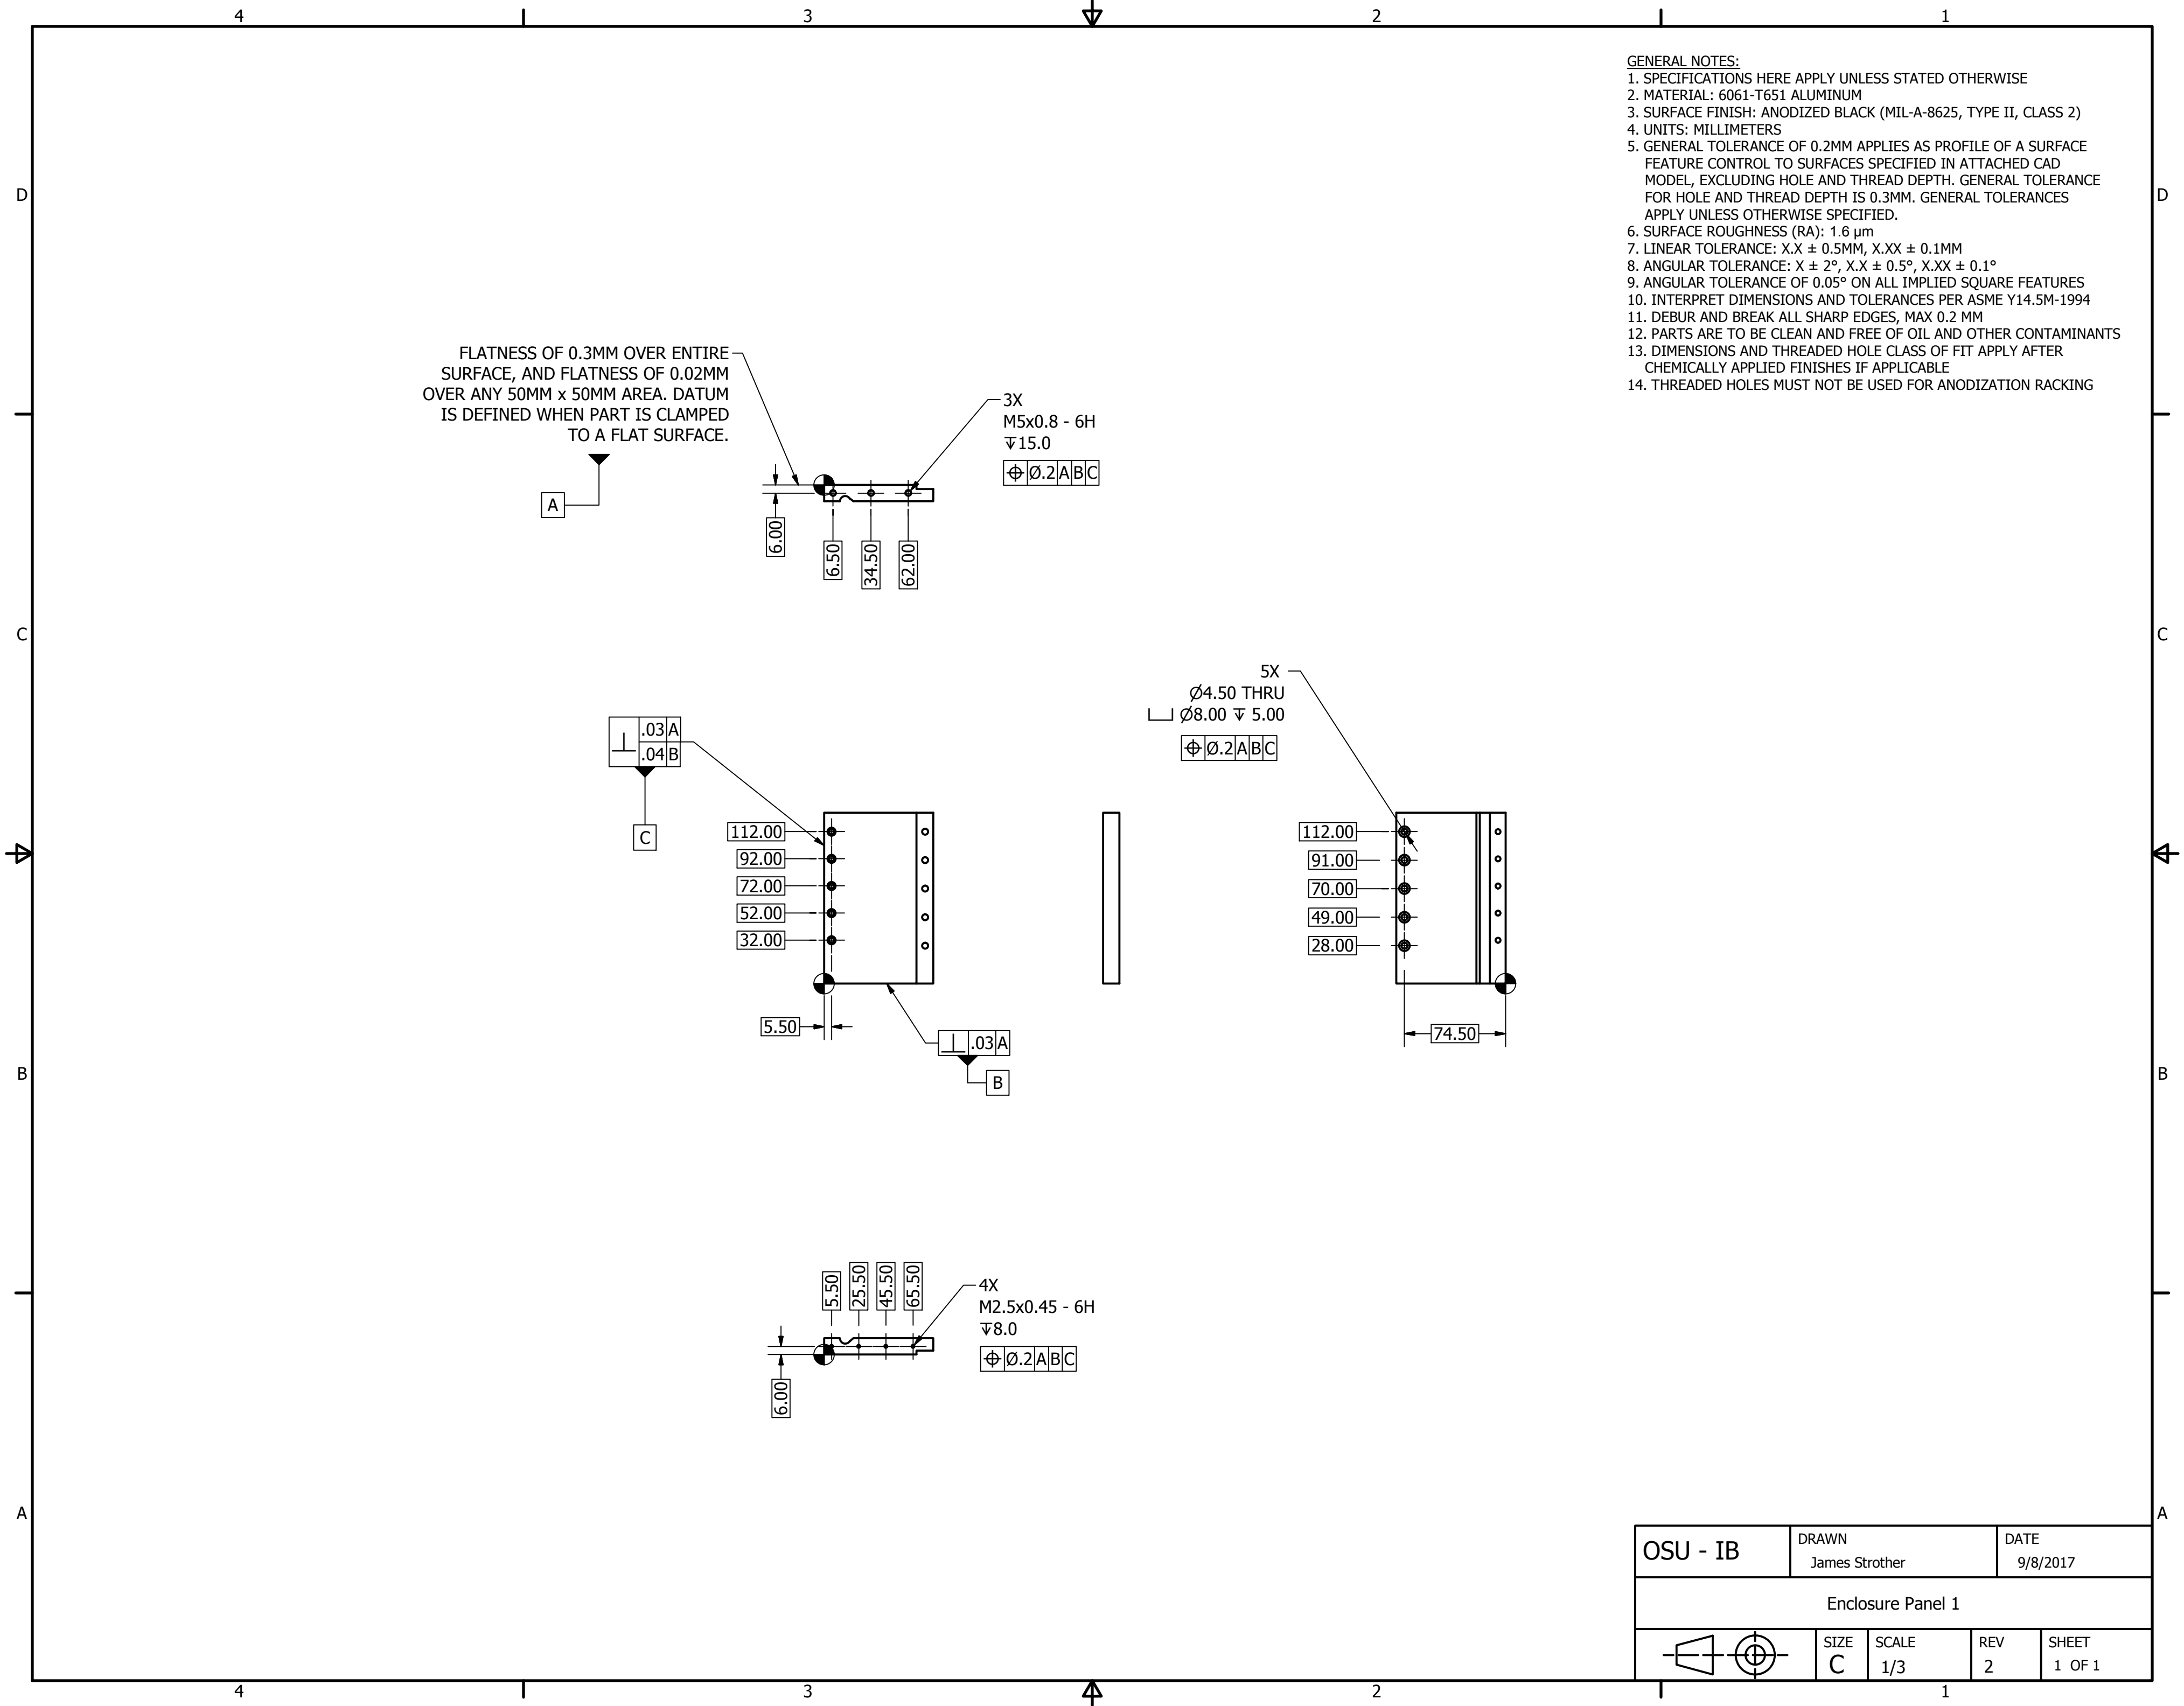 4 3 2 1
GENERAL NOTES:
1. SPECIFICATIONS HERE APPLY UNLESS STATED OTHERWISE
2. MATERIAL: 6061-T651 ALUMINUM
3. SURFACE FINISH: ANODIZED BLACK (MIL-A-8625, TYPE II, CLASS 2)
4. UNITS: MILLIMETERS
5. GENERAL TOLERANCE OF 0.2MM APPLIES AS PROFILE OF A SURFACE
FEATURE CONTROL TO SURFACES SPECIFIED IN ATTACHED CAD
MODEL, EXCLUDING HOLE AND THREAD DEPTH. GENERAL TOLERANCE
FOR HOLE AND THREAD DEPTH IS 0.3MM. GENERAL TOLERANCES
APPLY UNLESS OTHERWISE SPECIFIED.
6. SURFACE ROUGHNESS (RA): 1.6 µm
7. LINEAR TOLERANCE: X.X ± 0.5MM, X.XX ± 0.1MM
8. ANGULAR TOLERANCE: X ± 2°, X.X ± 0.5°, X.XX ± 0.1°
9. ANGULAR TOLERANCE OF 0.05° ON ALL IMPLIED SQUARE FEATURES
10. INTERPRET DIMENSIONS AND TOLERANCES PER ASME Y14.5M-1994
11. DEBUR AND BREAK ALL SHARP EDGES, MAX 0.2 MM
12. PARTS ARE TO BE CLEAN AND FREE OF OIL AND OTHER CONTAMINANTS
13. DIMENSIONS AND THREADED HOLE CLASS OF FIT APPLY AFTER
CHEMICALLY APPLIED FINISHES IF APPLICABLE
14. THREADED HOLES MUST NOT BE USED FOR ANODIZATION RACKING
D D
FLATNESS OF 0.3MM OVER ENTIRE
SURFACE, AND FLATNESS OF 0.02MM
OVER ANY 50MM x 50MM AREA. DATUM
IS DEFINED WHEN PART IS CLAMPED
TO A FLAT SURFACE.
A
3X
M5x0.8 - 6H
↧15.0
⌖ Ø.2 A B C
6.00
6.50
34.50
62.00
C C
5X
Ø4.50 THRU
⌴ Ø8.00 ↧ 5.00
⌖ Ø.2 A B C
⊥ .03 A
.04 B
C
112.00
92.00
72.00
52.00
32.00
5.50
⊥ .03 A
B
112.00
91.00
70.00
49.00
28.00
74.50
B B
5.50
25.50
45.50
65.50
4X
M2.5x0.45 - 6H
↧8.0
⌖ Ø.2 A B C
6.00
A A
OSU - IB
DRAWN
James Strother
DATE
9/8/2017
Enclosure Panel 1
SIZE
C
SCALE
1/3
REV
2
SHEET
1 OF 1
4 3 2 1